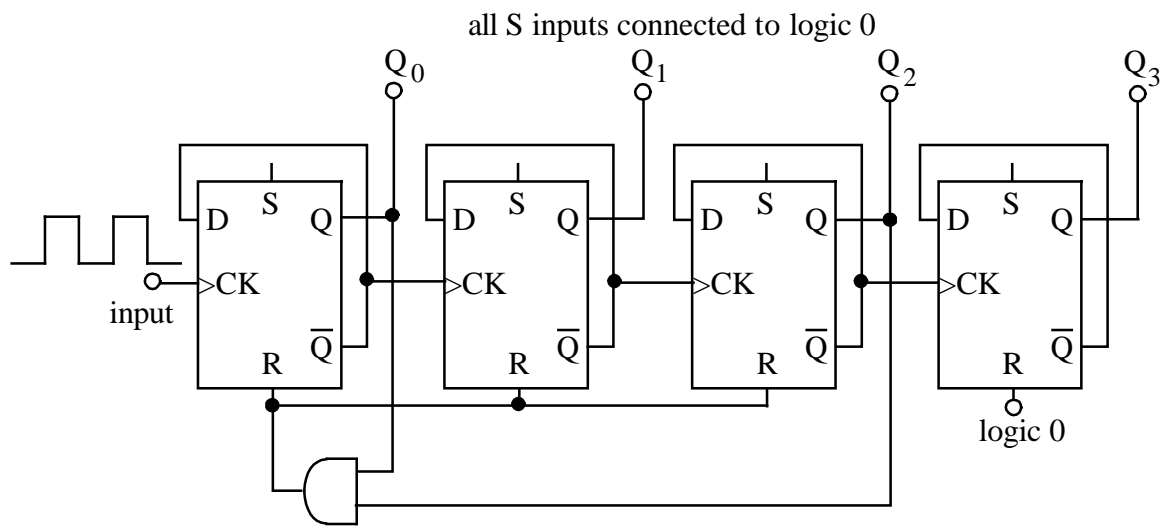 all S inputs connected to logic 0
Q0 Q1 Q2 Q3
S S S S
D Q D Q D Q D Q
CK CK CK CK
input
Q̅ Q̅ Q̅ Q̅
R R R R
logic 0